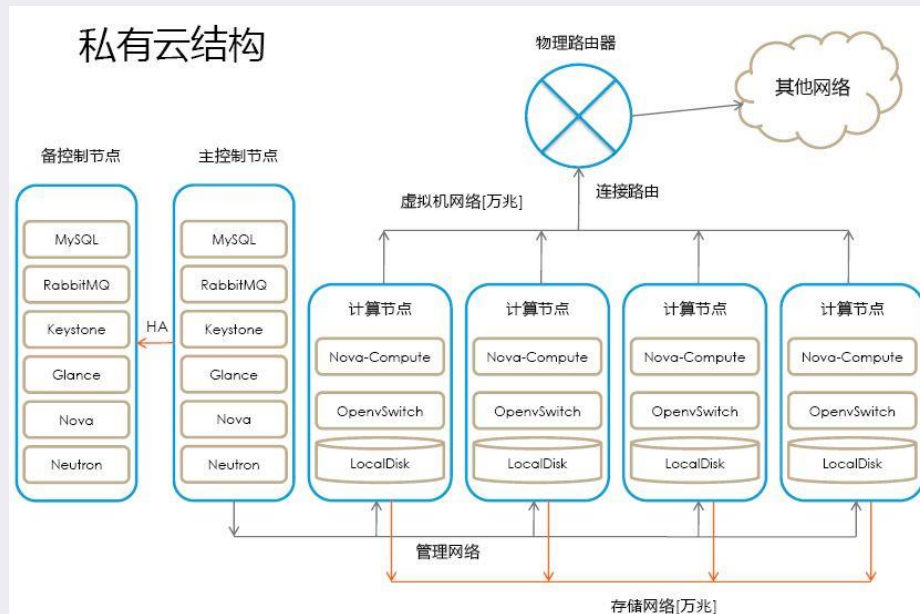 私有云结构
物理路由器
其他网络
备控制节点
主控制节点
连接路由
虚拟机网络[万兆]
MySQL
RabbitMQ
Keystone
Glance
Nova
Neutron
HA
MySQL
RabbitMQ
Keystone
Glance
Nova
Neutron
计算节点
Nova-Compute
OpenvSwitch
LocalDisk
计算节点
Nova-Compute
OpenvSwitch
LocalDisk
计算节点
Nova-Compute
OpenvSwitch
LocalDisk
计算节点
Nova-Compute
OpenvSwitch
LocalDisk
管理网络
存储网络[万兆]